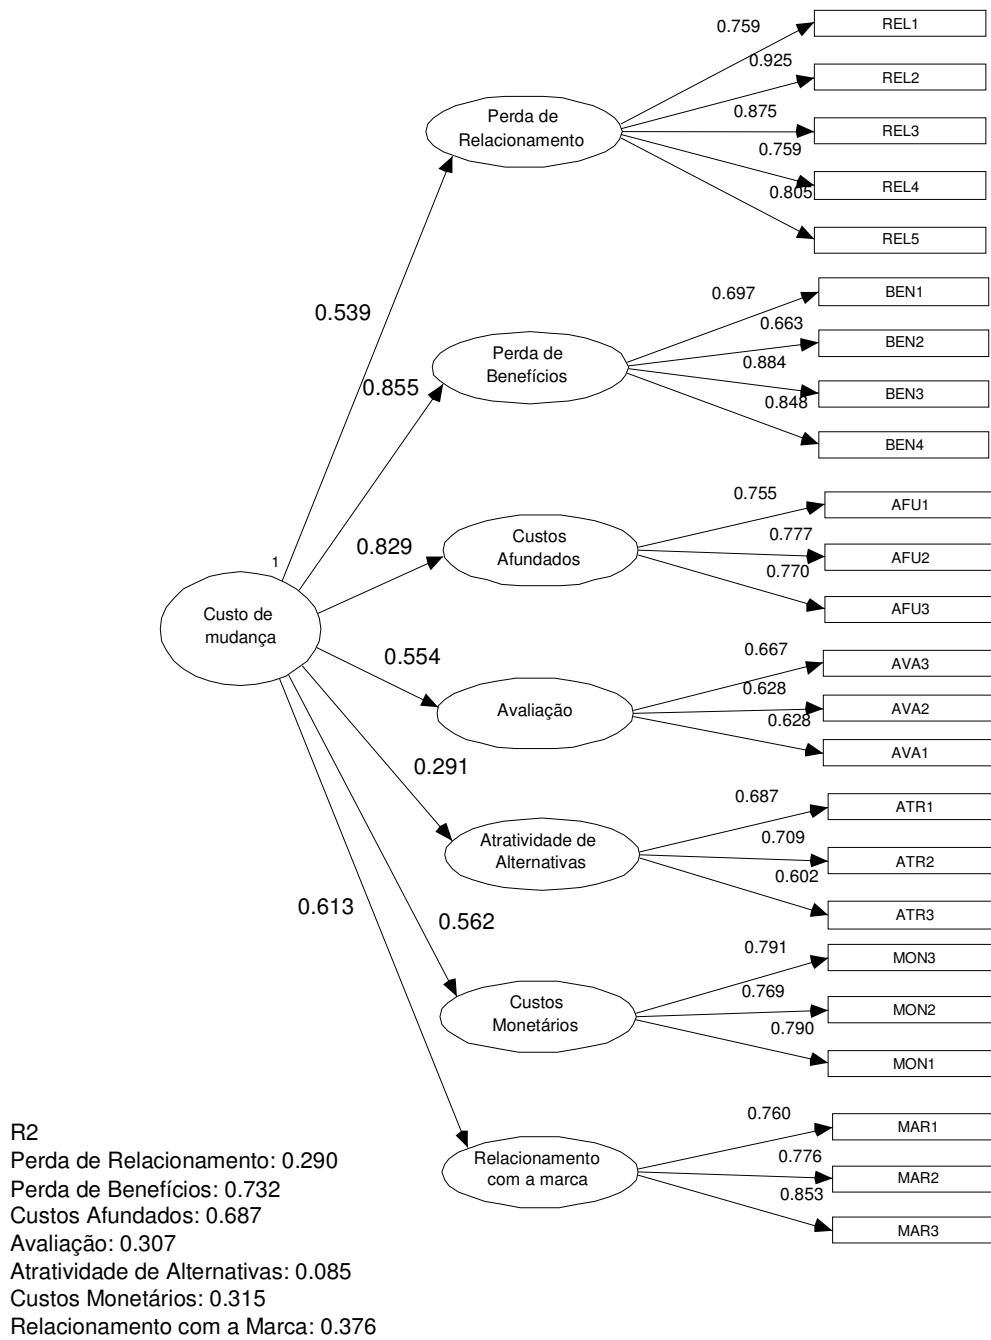 0.759
REL1
0.925
REL2
Perda de
Relacionamento
0.875
REL3
0.759
REL4
0.805
REL5
0.539
0.697
BEN1
0.663
BEN2
Perda de
Benefícios
0.884
BEN3
0.855
0.848
BEN4
0.755
AFU1
Custos
Afundados
0.777
AFU2
0.829
0.770
AFU3
1
Custo de
mudança
0.554
0.667
AVA3
0.628
AVA2
Avaliação
0.628
AVA1
0.291
0.687
ATR1
Atratividade de
Alternativas
0.709
ATR2
0.602
ATR3
0.613
0.562
0.791
MON3
0.769
MON2
Custos
Monetários
0.790
MON1
0.760
MAR1
Relacionamento
com a marca
0.776
MAR2
0.853
MAR3
R2
Perda de Relacionamento: 0.290
Perda de Benefícios: 0.732
Custos Afundados: 0.687
Avaliação: 0.307
Atratividade de Alternativas: 0.085
Custos Monetários: 0.315
Relacionamento com a Marca: 0.376